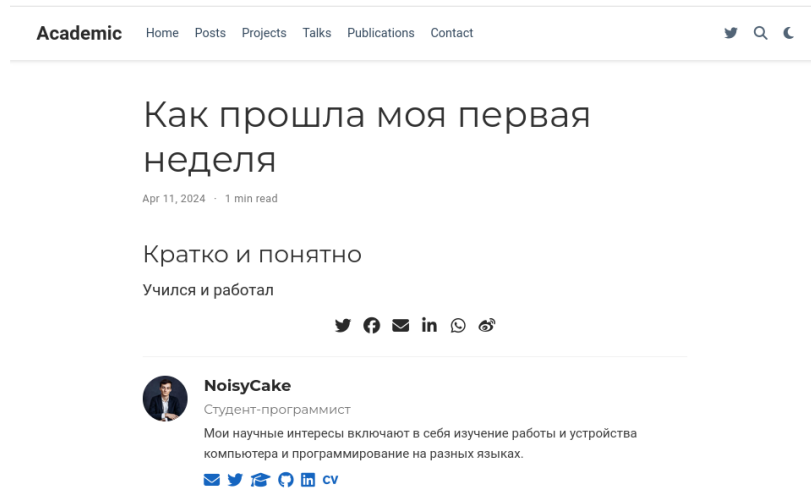 Academic Home Posts Projects Talks Publications Contact
Как прошла моя первая
неделя
Apr 11, 2024 · 1 min read
Кратко и понятно
Учился и работал
NoisyCake
Студент-программист
Мои научные интересы включают в себя изучение работы и устройства
компьютера и программирование на разных языках.
CV